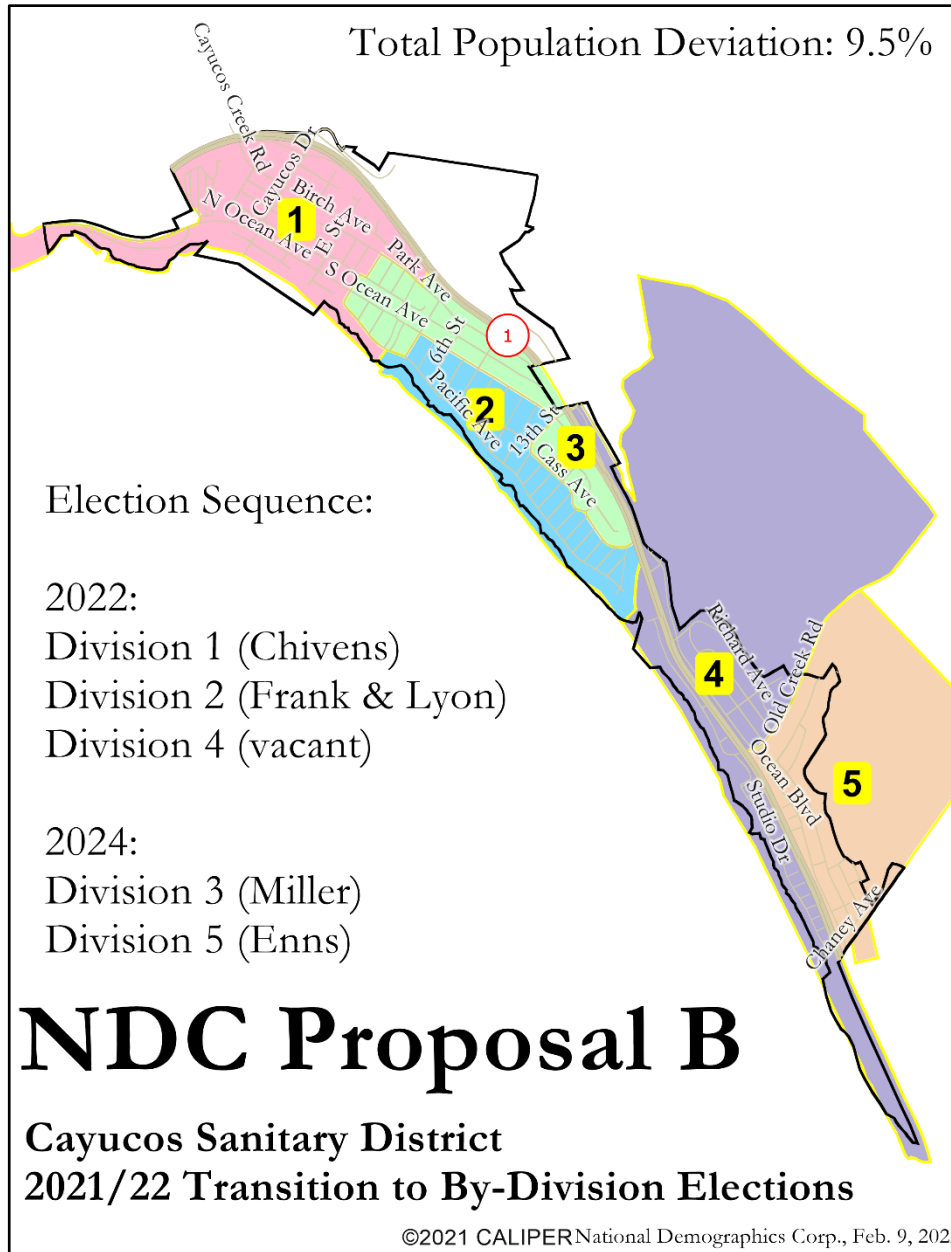 Total Population Deviation: 9.5%
Cayucos Creek Rd
Cayucos Dr
Birch Ave
N Ocean Ave
1
E St
Park Ave
S Ocean Ave
1
6th St
2
Pacific Ave
13th St
3
Cass Ave
Election Sequence:
2022:
Division 1 (Chivens)
Division 2 (Frank & Lyon)
Division 4 (vacant)
Richard Ave
Old Creek Rd
4
Ocean Blvd
5
Studio Dr
2024:
Division 3 (Miller)
Division 5 (Enns)
Chaney Ave
NDC Proposal B
Cayucos Sanitary District
2021/22 Transition to By-Division Elections
©2021 CALIPER National Demographics Corp., Feb. 9, 202